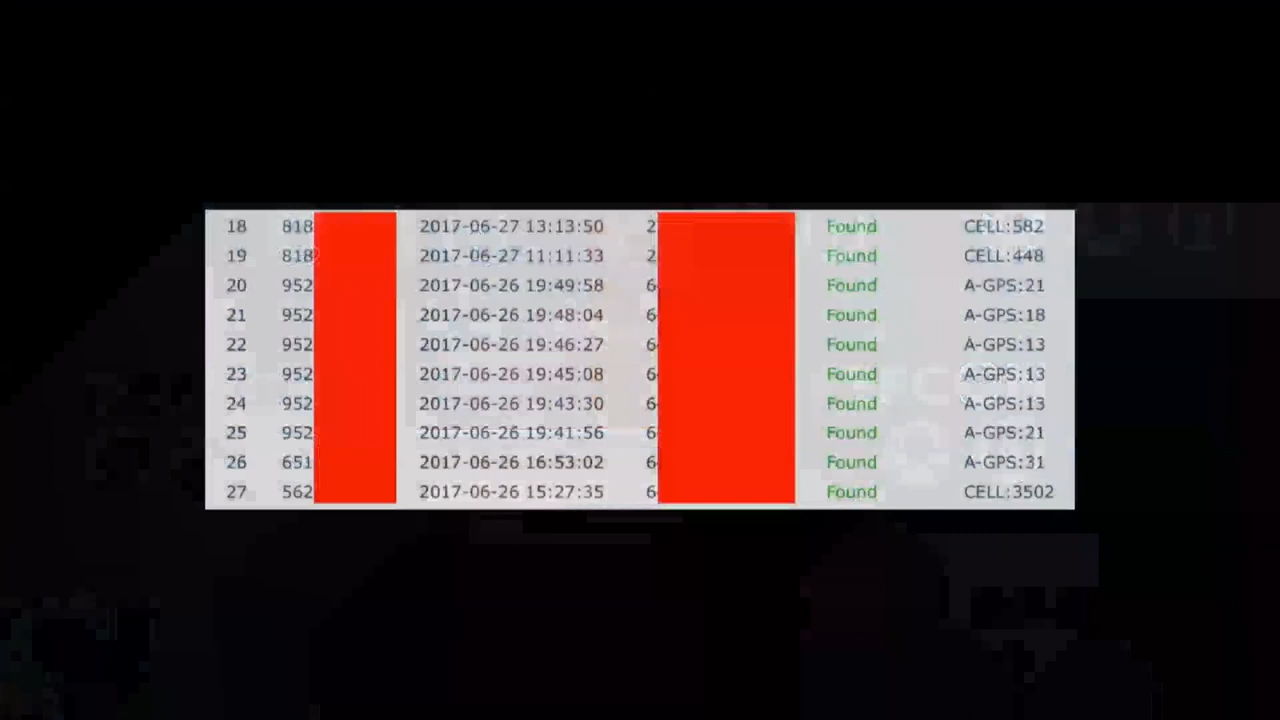 18 818 2017-06-27 13:13:50 2 Found CELL:582
19 818 2017-06-27 11:11:33 2 Found CELL:448
20 952 2017-06-26 19:49:58 6 Found A-GPS:21
21 952 2017-06-26 19:48:04 6 Found A-GPS:18
22 952 2017-06-26 19:46:27 6 Found A-GPS:13
23 952 2017-06-26 19:45:08 6 Found A-GPS:13
24 952 2017-06-26 19:43:30 6 Found A-GPS:13
25 952 2017-06-26 19:41:56 6 Found A-GPS:21
26 651 2017-06-26 16:53:02 6 Found A-GPS:31
27 562 2017-06-26 15:27:35 6 Found CELL:3502